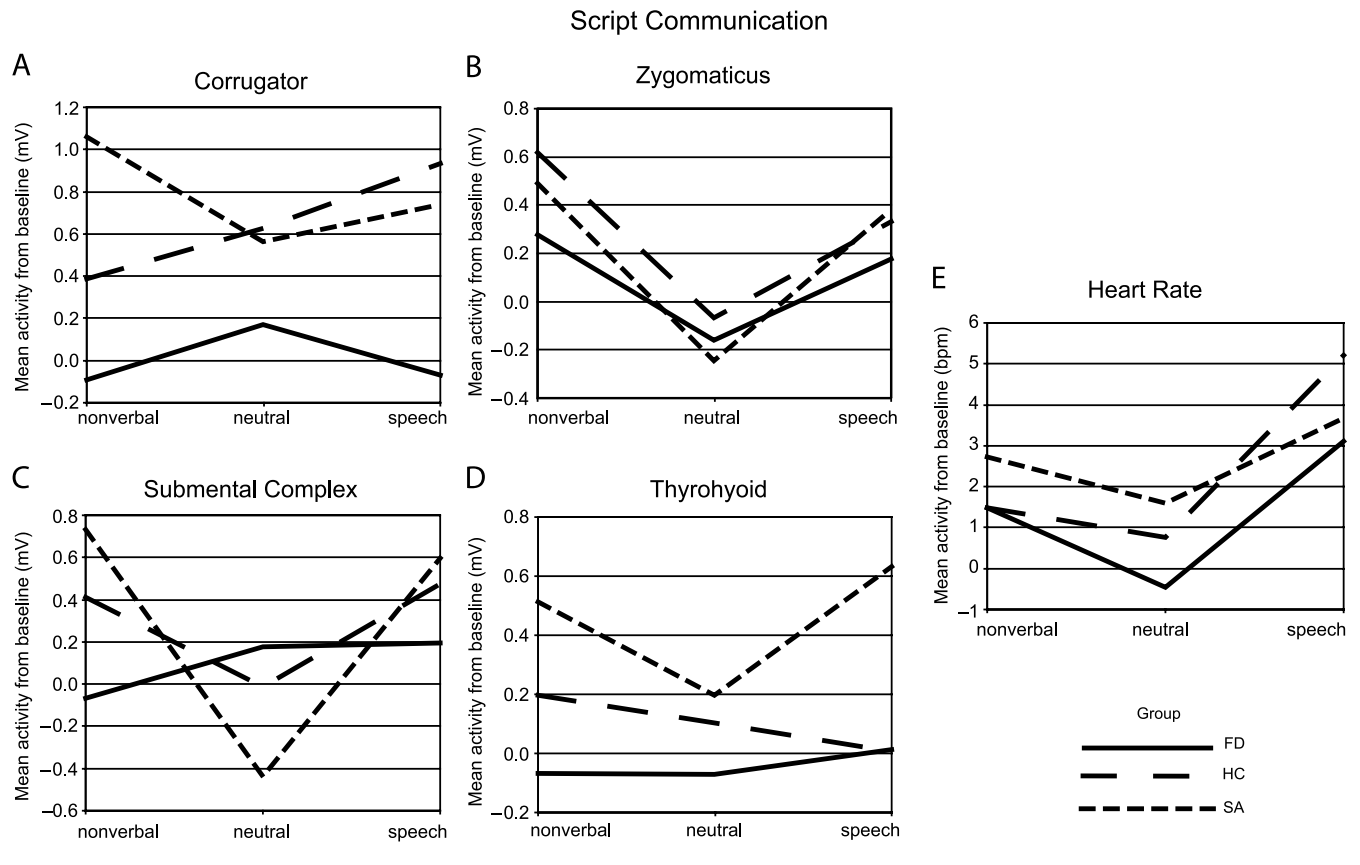 Script Communication
A
Corrugator
Mean activity from baseline (mV)
1.2
1.0
0.8
0.6
0.4
0.2
0.0
–0.2
nonverbal neutral speech
B
Zygomaticus
Mean activity from baseline (mV)
0.8
0.6
0.4
0.2
0.0
–0.2
–0.4
nonverbal neutral speech
C
Submental Complex
Mean activity from baseline (mV)
0.8
0.6
0.4
0.2
0.0
–0.2
–0.4
–0.6
nonverbal neutral speech
D
Thyrohyoid
Mean activity from baseline (mV)
0.8
0.6
0.4
0.2
0.0
–0.2
nonverbal neutral speech
E
Heart Rate
Mean activity from baseline (bpm)
6
5
4
3
2
1
0
–1
nonverbal neutral speech
Group
FD
HC
SA